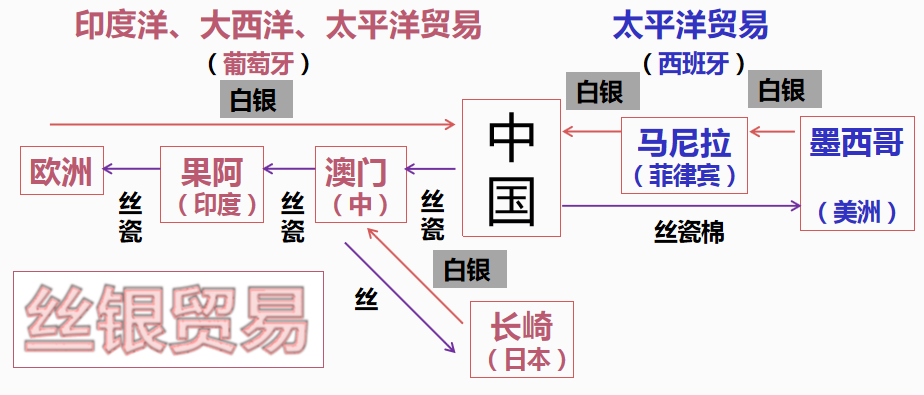 印度洋、大西洋、太平洋贸易
（葡萄牙）
太平洋贸易
（西班牙）
白银
白银
白银
中国
欧洲
果阿
（印度）
澳门
（中）
马尼拉
（菲律宾）
墨西哥
（美洲）
丝瓷
丝瓷
丝瓷
丝瓷棉
白银
丝
丝银贸易
长崎
（日本）